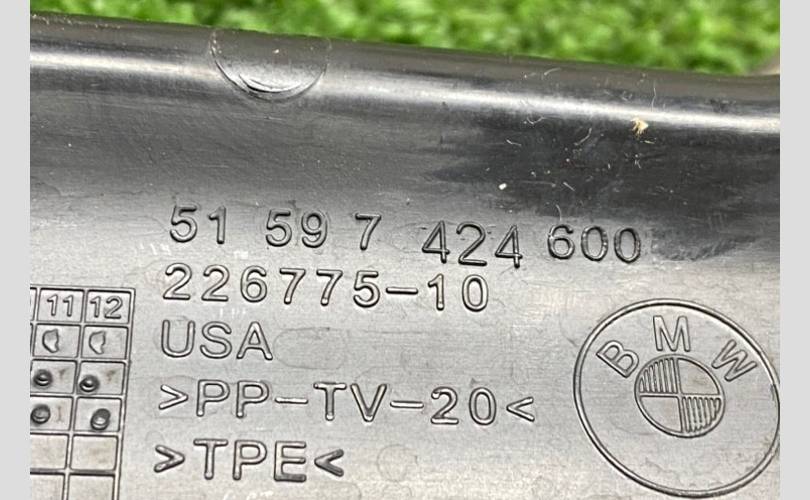 51 59 7 424 600
226775-10
USA
>PP-TV-20<
>TPE<
11 12
BMW